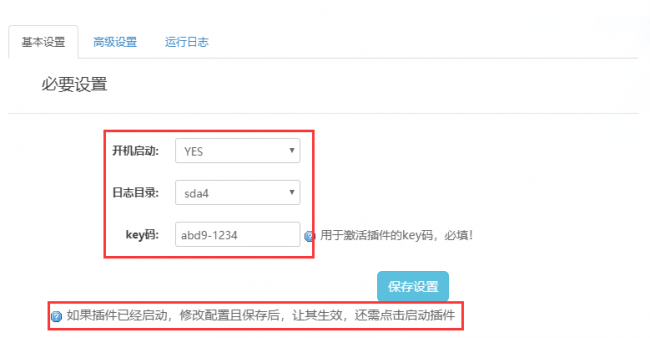 基本设置 高级设置 运行日志
必要设置
开机启动: YES
日志目录: sda4
key码: abd9-1234 用于激活插件的key码，必填！
保存设置
如果插件已经启动，修改配置且保存后，让其生效，还需点击启动插件